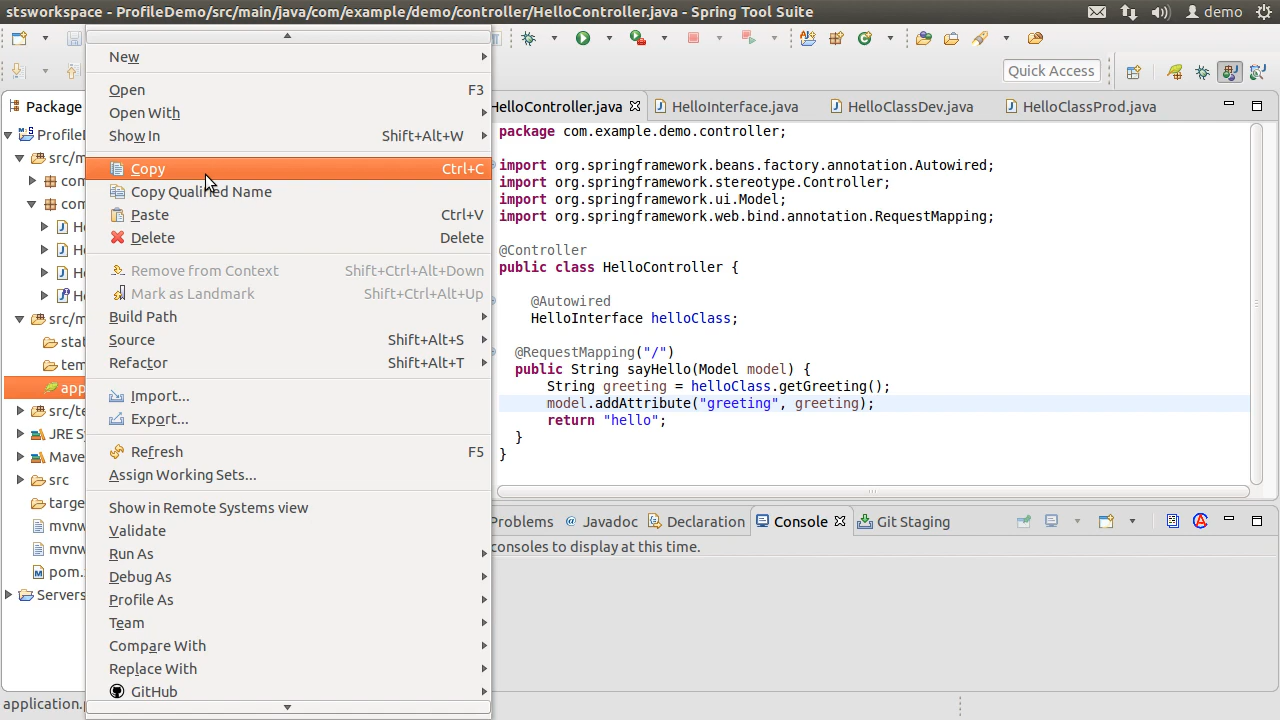 stsworkspace - ProfileDemo/src/main/java/com/example/demo/controller/HelloController.java - Spring Tool Suite
demo
Quick Access
Package
ProfileD
src/m
com
com
He
He
He
He
src/m
stat
tem
app
src/te
JRE Sy
Mave
src
targe
mvnw
mvnw
pom.
Servers
application.
New
Open F3
Open With
Show In Shift+Alt+W
Copy Ctrl+C
Copy Qualified Name
Paste Ctrl+V
Delete Delete
Remove from Context Shift+Ctrl+Alt+Down
Mark as Landmark Shift+Ctrl+Alt+Up
Build Path
Source Shift+Alt+S
Refactor Shift+Alt+T
Import...
Export...
Refresh F5
Assign Working Sets...
Show in Remote Systems view
Validate
Run As
Debug As
Profile As
Team
Compare With
Replace With
GitHub
HelloController.java HelloInterface.java HelloClassDev.java HelloClassProd.java
package com.example.demo.controller;
import org.springframework.beans.factory.annotation.Autowired;
import org.springframework.stereotype.Controller;
import org.springframework.ui.Model;
import org.springframework.web.bind.annotation.RequestMapping;
@Controller
public class HelloController {
@Autowired
HelloInterface helloClass;
@RequestMapping("/")
public String sayHello(Model model) {
String greeting = helloClass.getGreeting();
model.addAttribute("greeting", greeting);
return "hello";
}
}
Problems Javadoc Declaration Console Git Staging
consoles to display at this time.